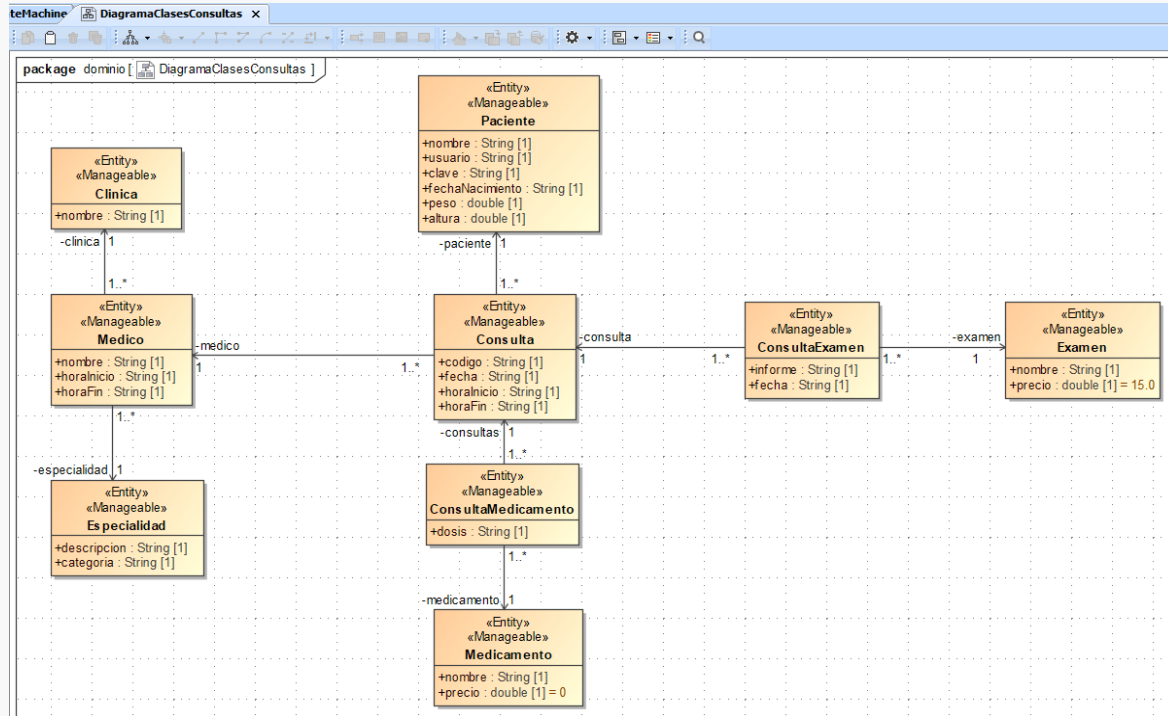 teMachine
DiagramaClasesConsultas ×
package dominio [ DiagramaClasesConsultas ]
«Entity»
«Manageable»
Paciente
+nombre : String [1]
+usuario : String [1]
+clave : String [1]
+fechaNacimiento : String [1]
+peso : double [1]
+altura : double [1]
«Entity»
«Manageable»
Clinica
+nombre : String [1]
-clinica 1
1..*
-paciente 1
1..*
«Entity»
«Manageable»
Medico
+nombre : String [1]
+horaInicio : String [1]
+horaFin : String [1]
-medico
1
1..*
«Entity»
«Manageable»
Consulta
+codigo : String [1]
+fecha : String [1]
+horaInicio : String [1]
+horaFin : String [1]
-consulta
1
1..*
«Entity»
«Manageable»
ConsultaExamen
+informe : String [1]
+fecha : String [1]
1..*
-examen
1
«Entity»
«Manageable»
Examen
+nombre : String [1]
+precio : double [1] = 15.0
1..*
-especialidad 1
«Entity»
«Manageable»
Especialidad
+descripcion : String [1]
+categoria : String [1]
-consultas 1
1..*
«Entity»
«Manageable»
ConsultaMedicamento
+dosis : String [1]
1..*
-medicamento 1
«Entity»
«Manageable»
Medicamento
+nombre : String [1]
+precio : double [1] = 0